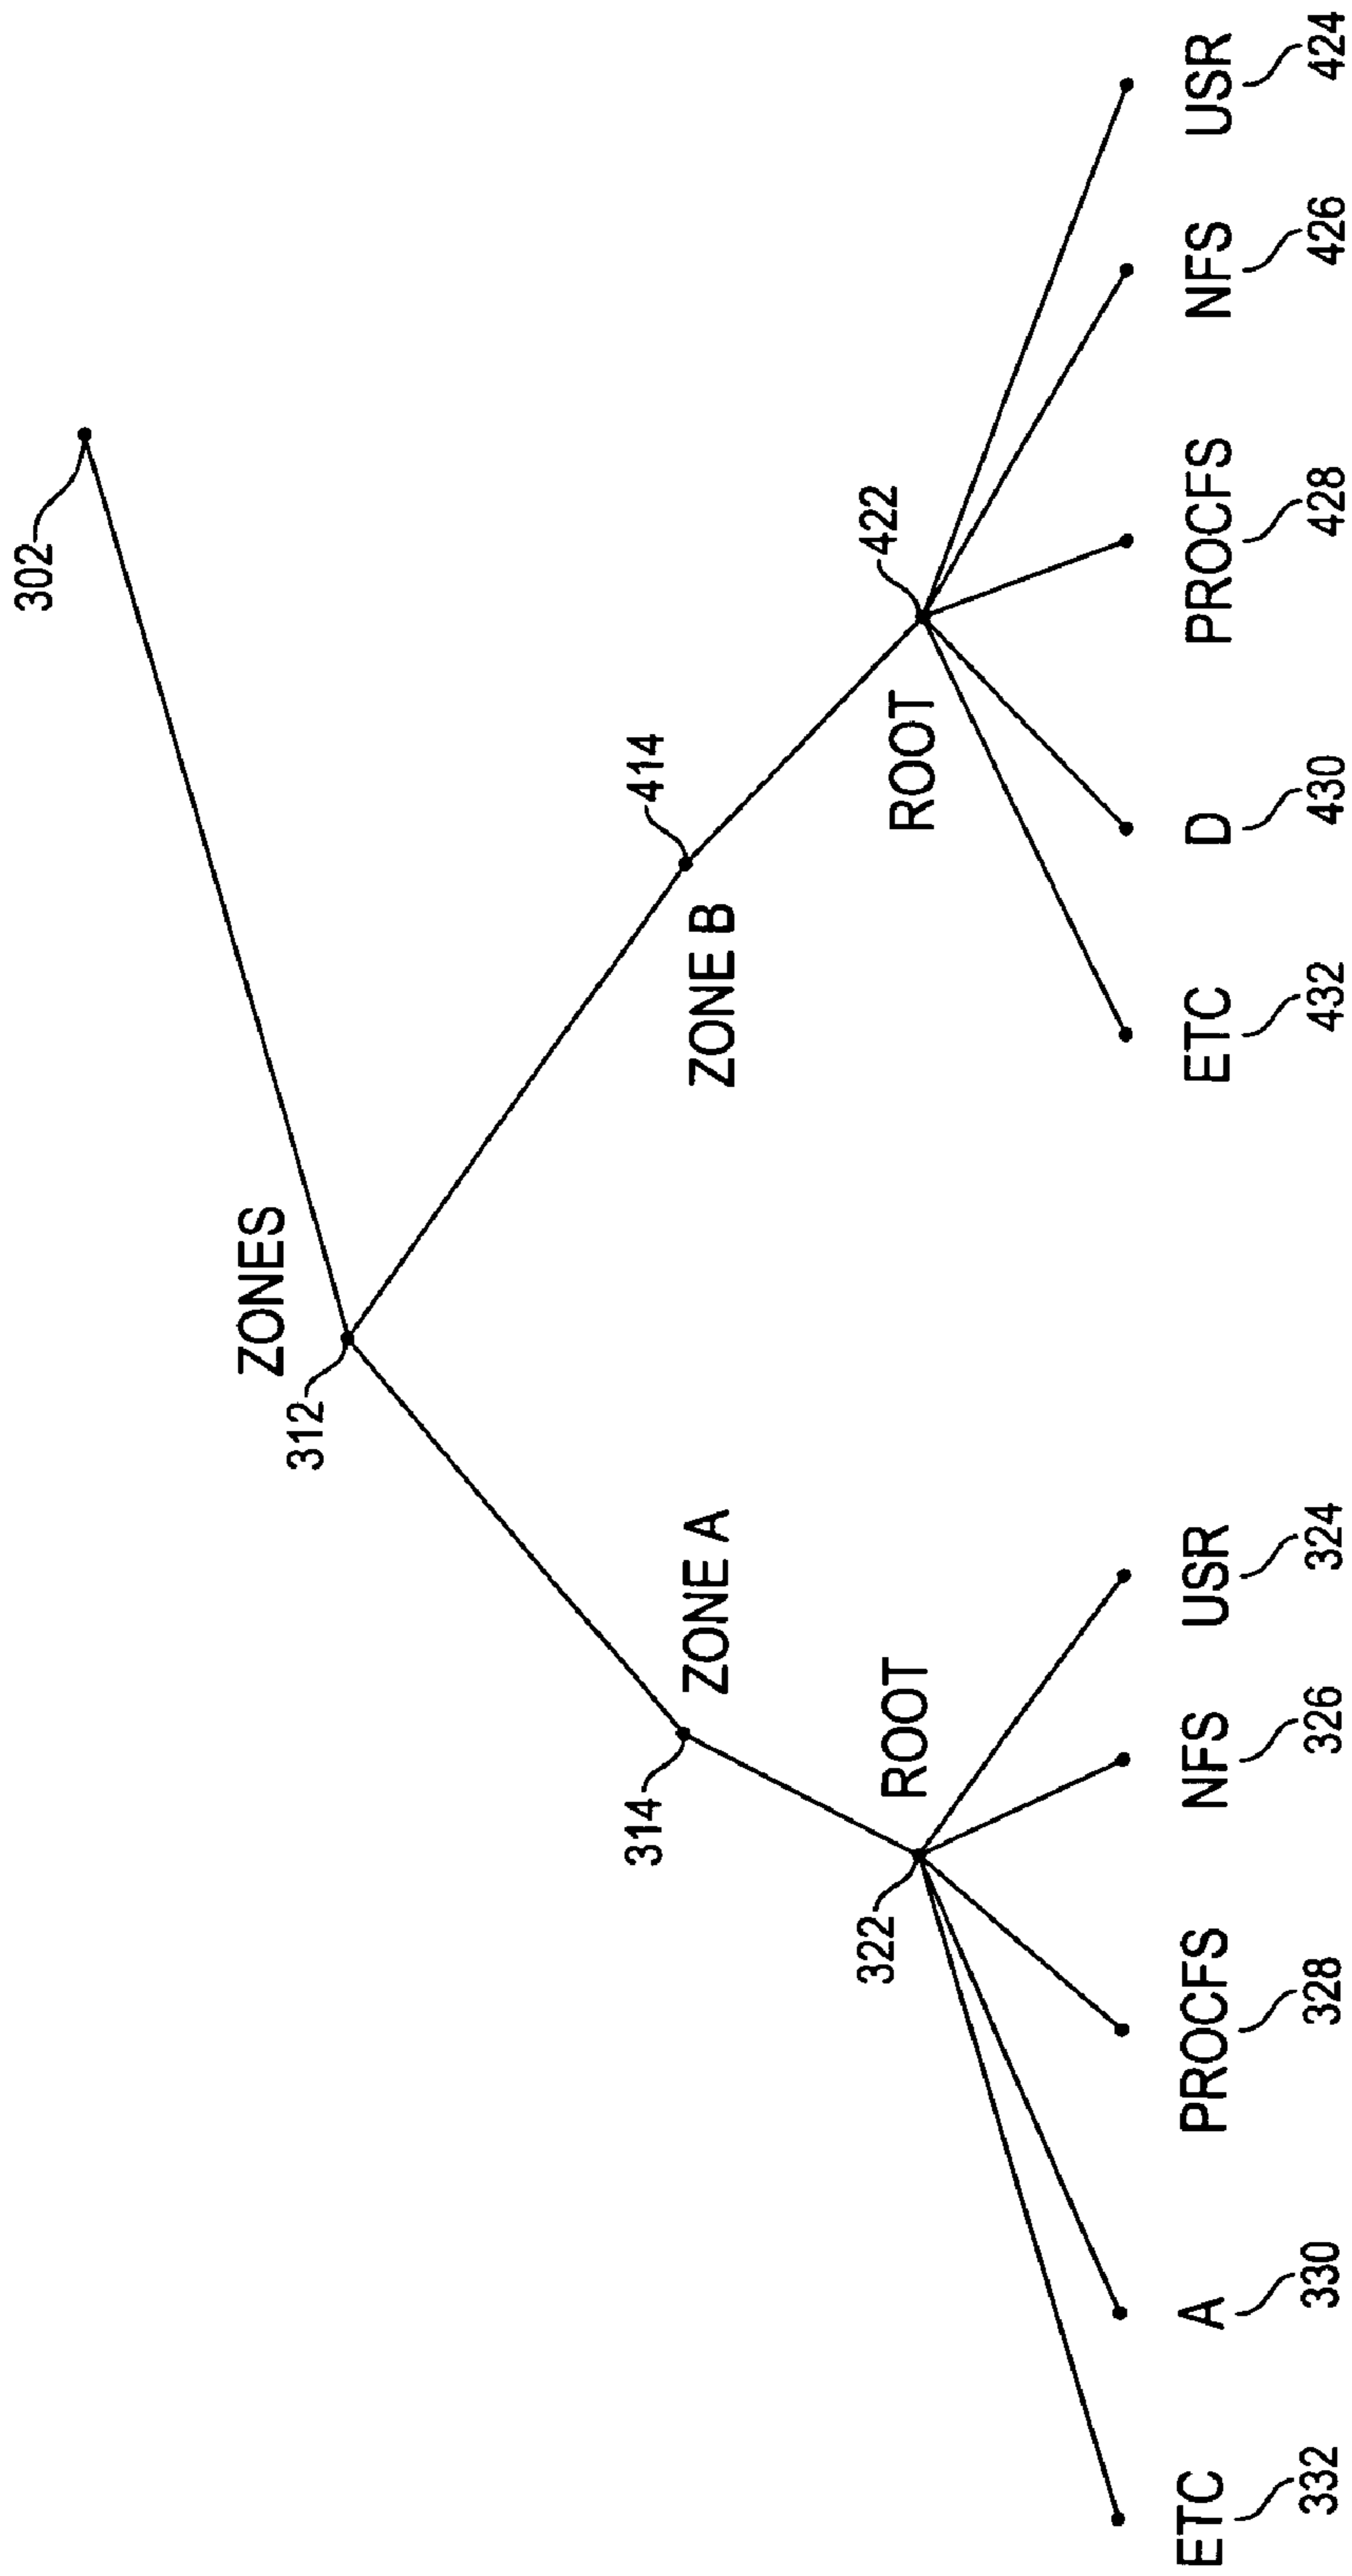 302
ZONES
312
ZONE A
314
ZONE B
414
ROOT
322
ROOT
422
ETC
A
PROCFS
NFS
USR
ETC
D
PROCFS
NFS
USR
332
330
328
326
324
432
430
428
426
424